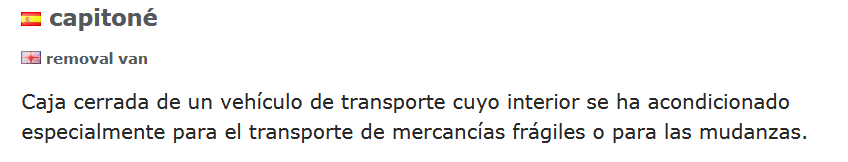 capitoné
removal van
Caja cerrada de un vehículo de transporte cuyo interior se ha acondicionado
especialmente para el transporte de mercancías frágiles o para las mudanzas.